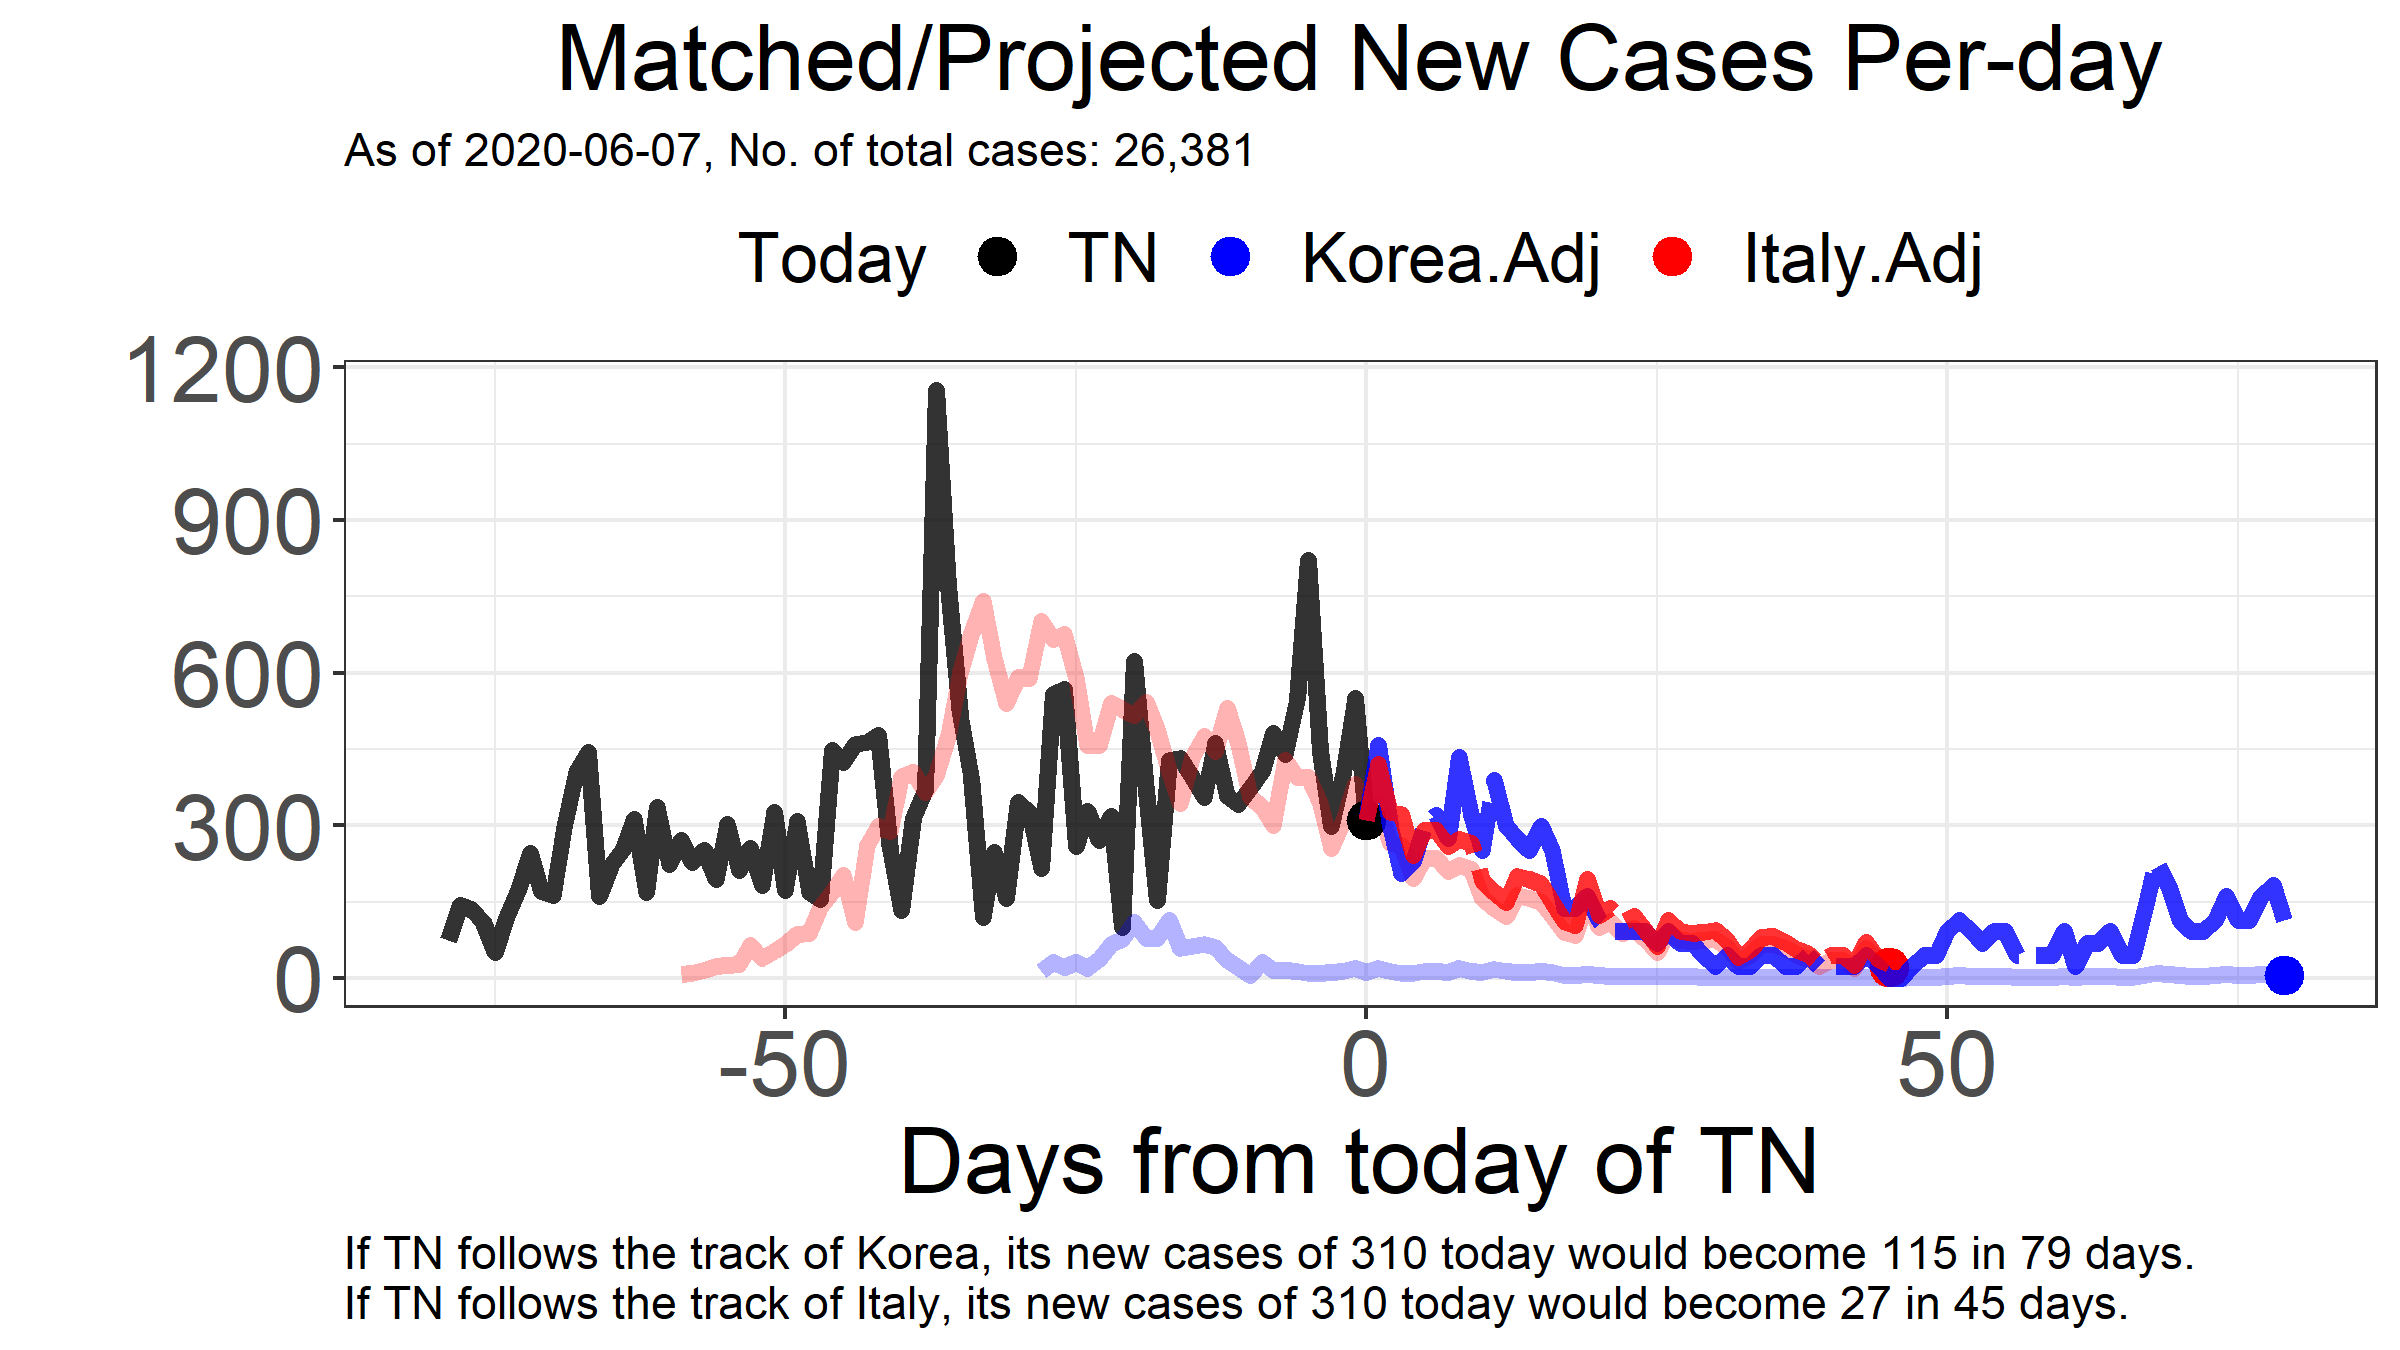 Matched/Projected New Cases Per-day
As of 2020-06-07, No. of total cases: 26,381
Today TN Korea.Adj Italy.Adj
1200
900
600
300
0
-50 0 50
Days from today of TN
If TN follows the track of Korea, its new cases of 310 today would become 115 in 79 days.
If TN follows the track of Italy, its new cases of 310 today would become 27 in 45 days.